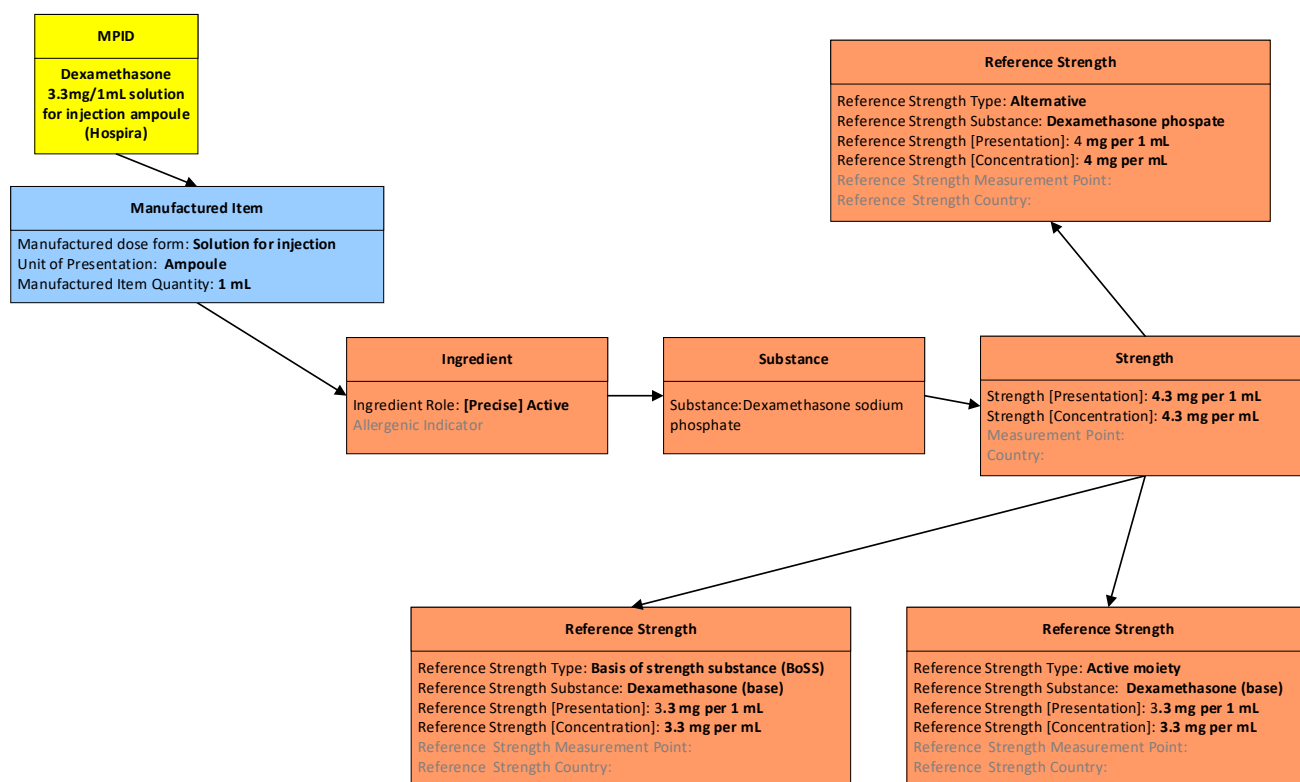 MPID
Dexamethasone
3.3mg/1mL solution
for injection ampoule
(Hospira)
Manufactured Item
Manufactured dose form: Solution for injection
Unit of Presentation: Ampoule
Manufactured Item Quantity: 1 mL
Reference Strength
Reference Strength Type: Alternative
Reference Strength Substance: Dexamethasone phospate
Reference Strength [Presentation]: 4 mg per 1 mL
Reference Strength [Concentration]: 4 mg per mL
Reference Strength Measurement Point:
Reference Strength Country:
Ingredient
Ingredient Role: [Precise] Active
Allergenic Indicator
Substance
Substance:Dexamethasone sodium
phosphate
Strength
Strength [Presentation]: 4.3 mg per 1 mL
Strength [Concentration]: 4.3 mg per mL
Measurement Point:
Country:
Reference Strength
Reference Strength Type: Basis of strength substance (BoSS)
Reference Strength Substance: Dexamethasone (base)
Reference Strength [Presentation]: 3.3 mg per 1 mL
Reference Strength [Concentration]: 3.3 mg per mL
Reference Strength Measurement Point:
Reference Strength Country:
Reference Strength
Reference Strength Type: Active moiety
Reference Strength Substance: Dexamethasone (base)
Reference Strength [Presentation]: 3.3 mg per 1 mL
Reference Strength [Concentration]: 3.3 mg per mL
Reference Strength Measurement Point:
Reference Strength Country: